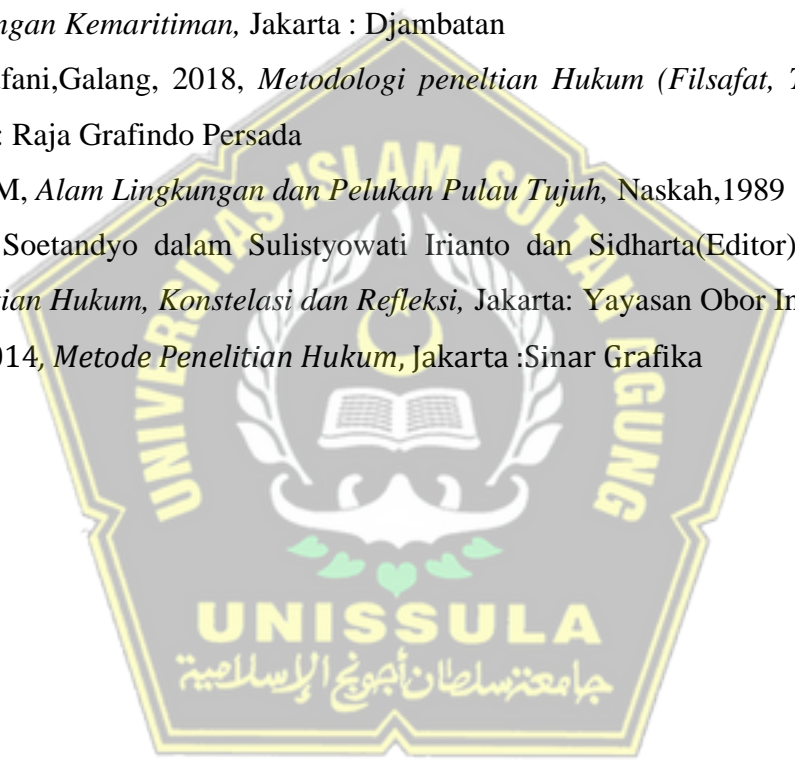 ngan Kemaritiman, Jakarta : Djambatan
fani,Galang, 2018, Metodologi peneltian Hukum (Filsafat,
: Raja Grafindo Persada
M, Alam Lingkungan dan Pelukan Pulau Tujuh, Naskah,1989
Soetandyo dalam Sulistyowati Irianto dan Sidharta(Editor)
ian Hukum, Konstelasi dan Refleksi, Jakarta: Yayasan Obor In
014, Metode Penelitian Hukum, Jakarta :Sinar Grafika
UNIVERSITAS ISLAM SULTAN AGUNG
UNISSULA
جامعة سلطان أجونج الإسلامية